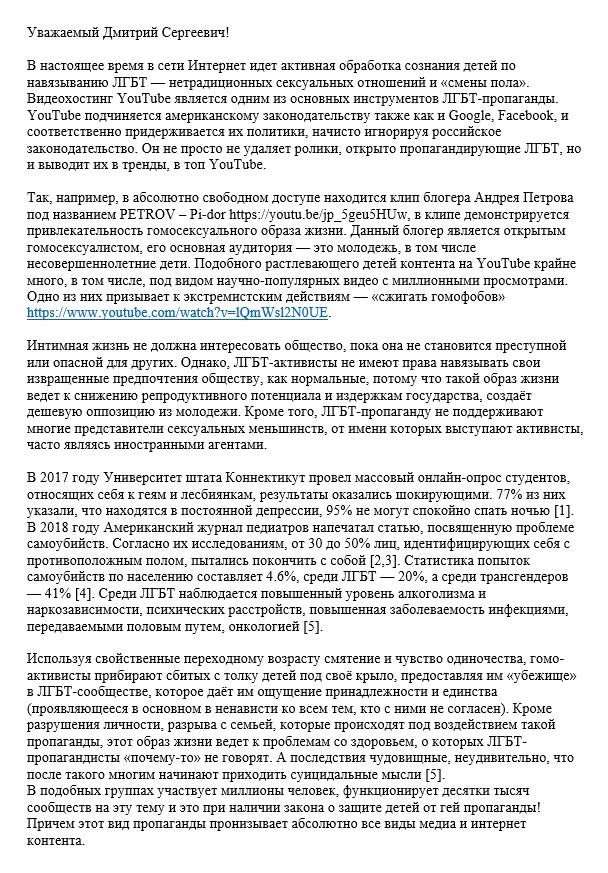 Уважаемый Дмитрий Сергеевич!
В настоящее время в сети Интернет идет активная обработка сознания детей по
навязыванию ЛГБТ — нетрадиционных сексуальных отношений и «смены пола».
Видеохостинг YouTube является одним из основных инструментов ЛГБТ-пропаганды.
YouTube подчиняется американскому законодательству также как и Google, Facebook, и
соответственно придерживается их политики, начисто игнорируя российское
законодательство. Он не просто не удаляет ролики, открыто пропагандирующие ЛГБТ, но
и выводит их в тренды, в топ YouTube.
Так, например, в абсолютно свободном доступе находится клип блогера Андрея Петрова
под названием PETROV – Pi-dor https://youtu.be/jp_5geu5HUw, в клипе демонстрируется
привлекательность гомосексуального образа жизни. Данный блогер является открытым
гомосексуалистом, его основная аудитория — это молодежь, в том числе
несовершеннолетние дети. Подобного растлевающего детей контента на YouTube крайне
много, в том числе, под видом научно-популярных видео с миллионными просмотрами.
Одно из них призывает к экстремистским действиям — «сжигать гомофобов»
https://www.youtube.com/watch?v=lQmWsl2N0UE.
Интимная жизнь не должна интересовать общество, пока она не становится преступной
или опасной для других. Однако, ЛГБТ-активисты не имеют права навязывать свои
извращенные предпочтения обществу, как нормальные, потому что такой образ жизни
ведет к снижению репродуктивного потенциала и издержкам государства, создаёт
дешевую оппозицию из молодежи. Кроме того, ЛГБТ-пропаганду не поддерживают
многие представители сексуальных меньшинств, от имени которых выступают активисты,
часто являясь иностранными агентами.
В 2017 году Университет штата Коннектикут провел массовый онлайн-опрос студентов,
относящих себя к геям и лесбиянкам, результаты оказались шокирующими. 77% из них
указали, что находятся в постоянной депрессии, 95% не могут спокойно спать ночью [1].
В 2018 году Американский журнал педиатров напечатал статью, посвященную проблеме
самоубийств. Согласно их исследованиям, от 30 до 50% лиц, идентифицирующих себя с
противоположным полом, пытались покончить с собой [2,3]. Статистика попыток
самоубийств по населению составляет 4.6%, среди ЛГБТ — 20%, а среди трансгендеров
— 41% [4]. Среди ЛГБТ наблюдается повышенный уровень алкоголизма и
наркозависимости, психических расстройств, повышенная заболеваемость инфекциями,
передаваемыми половым путем, онкологией [5].
Используя свойственные переходному возрасту смятение и чувство одиночества, гомо-
активисты прибирают сбитых с толку детей под своё крыло, предоставляя им «убежище»
в ЛГБТ-сообществе, которое даёт им ощущение принадлежности и единства
(проявляющееся в основном в ненависти ко всем тем, кто с ними не согласен). Кроме
разрушения личности, разрыва с семьей, которые происходят под воздействием такой
пропаганды, этот образ жизни ведет к проблемам со здоровьем, о которых ЛГБТ-
пропагандисты «почему-то» не говорят. А последствия чудовищные, неудивительно, что
после такого многим начинают приходить суицидальные мысли [5].
В подобных группах участвует миллионы человек, функционирует десятки тысяч
сообществ на эту тему и это при наличии закона о защите детей от гей пропаганды!
Причем этот вид пропаганды пронизывает абсолютно все виды медиа и интернет
контента.